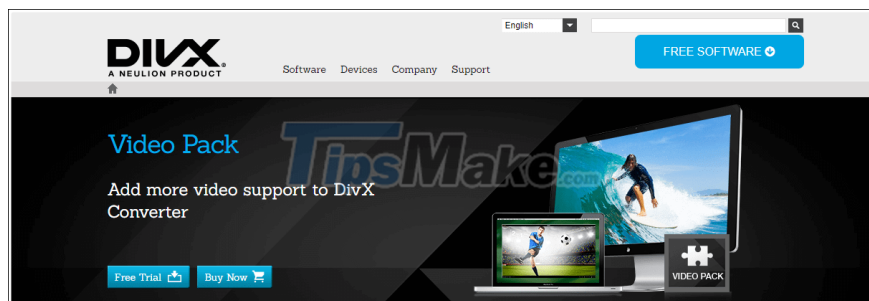 English
DIVX.
A NEULION PRODUCT
Software Devices Company Support
FREE SOFTWARE
Video Pack
TipsMake.com
Add more video support to DivX
Converter
Free Trial Buy Now
VIDEO PACK